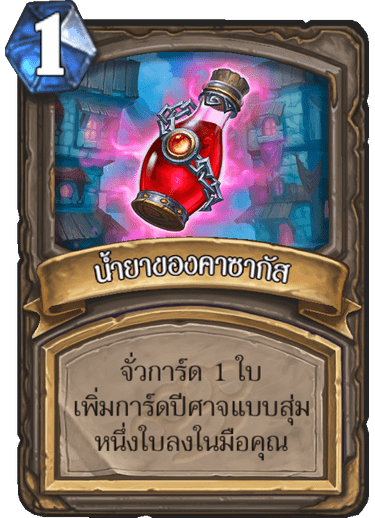 1
น้ำยาของคาซากัส
จั่วการ์ด 1 ใบ
เพิ่มการ์ดปีศาจแบบสุ่ม
หนึ่งใบลงในมือคุณ